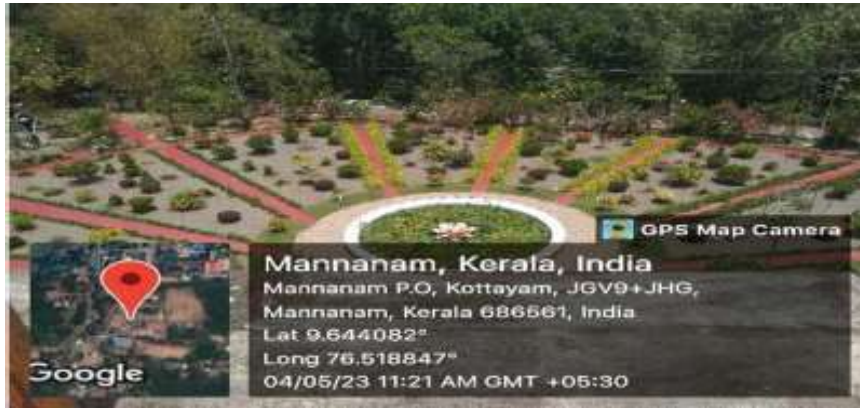 GPS Map Camera
Mannanam, Kerala, India
Mannanam P.O, Kottayam, JGV9+JHG,
Mannanam, Kerala 686561, India
Lat 9.644082°
Long 76.518847°
04/05/23 11:21 AM GMT +05:30
Google